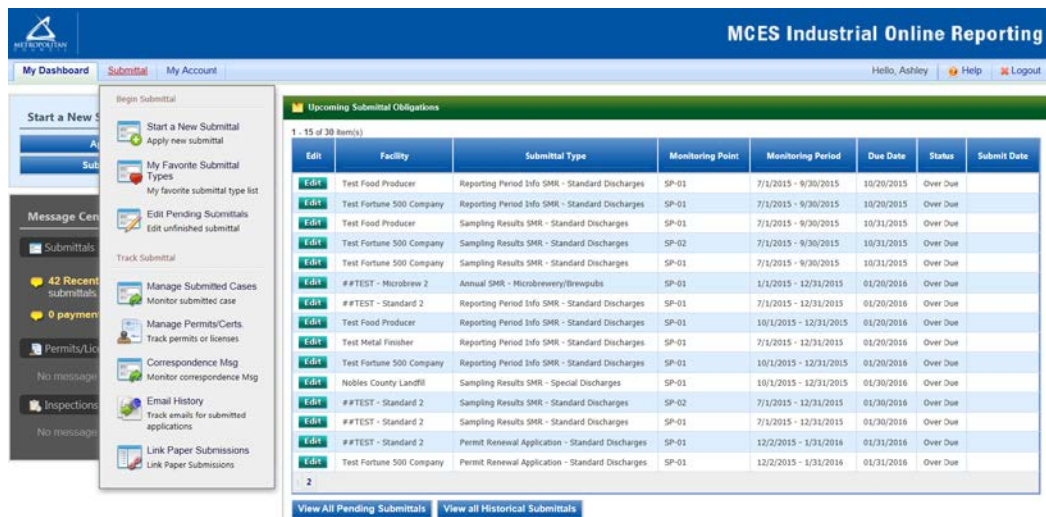 METROPOLITAN
COUNCIL
MCES Industrial Online Reporting
My Dashboard Submittal My Account Hello, Ashley Help Logout
Start a New S
A
Sub
Message Cen
Submittals
42 Recent
submittals
0 paymen
Permits/Lic
No message
Inspections
No message
Begin Submittal
Start a New Submittal
Apply new submittal
My Favorite Submittal
Types
My favorite submittal type list
Edit Pending Submittals
Edit unfinished submittal
Track Submittal
Manage Submitted Cases
Monitor submitted case
Manage Permits/Certs
Track permits or licenses
Correspondence Msg
Monitor correspondence Msg
Email History
Track emails for submitted
applications
Link Paper Submissions
Link Paper Submissions
Upcoming Submittal Obligations
1 - 15 of 30 item(s)
Edit Facility Submittal Type Monitoring Point Monitoring Period Due Date Status Submit Date
Edit Test Food Producer Reporting Period Info SMR - Standard Discharges SP-01 7/1/2015 - 9/30/2015 10/20/2015 Over Due
Edit Test Fortune 500 Company Reporting Period Info SMR - Standard Discharges SP-01 7/1/2015 - 9/30/2015 10/20/2015 Over Due
Edit Test Food Producer Sampling Results SMR - Standard Discharges SP-01 7/1/2015 - 9/30/2015 10/31/2015 Over Due
Edit Test Fortune 500 Company Sampling Results SMR - Standard Discharges SP-02 7/1/2015 - 9/30/2015 10/31/2015 Over Due
Edit Test Fortune 500 Company Sampling Results SMR - Standard Discharges SP-01 7/1/2015 - 9/30/2015 10/31/2015 Over Due
Edit ##TEST - Microbrew 2 Annual SMR - Microbrewery/Brewpubs SP-01 1/1/2015 - 12/31/2015 01/20/2016 Over Due
Edit ##TEST - Standard 2 Reporting Period Info SMR - Standard Discharges SP-01 7/1/2015 - 12/31/2015 01/20/2016 Over Due
Edit Test Food Producer Reporting Period Info SMR - Standard Discharges SP-01 10/1/2015 - 12/31/2015 01/20/2016 Over Due
Edit Test Metal Finisher Reporting Period Info SMR - Standard Discharges SP-01 7/1/2015 - 12/31/2015 01/20/2016 Over Due
Edit Test Fortune 500 Company Reporting Period Info SMR - Standard Discharges SP-01 10/1/2015 - 12/31/2015 01/20/2016 Over Due
Edit Nobles County Landfill Sampling Results SMR - Special Discharges SP-01 10/1/2015 - 12/31/2015 01/30/2016 Over Due
Edit ##TEST - Standard 2 Sampling Results SMR - Standard Discharges SP-02 7/1/2015 - 12/31/2015 01/30/2016 Over Due
Edit ##TEST - Standard 2 Sampling Results SMR - Standard Discharges SP-01 7/1/2015 - 12/31/2015 01/30/2016 Over Due
Edit ##TEST - Standard 2 Permit Renewal Application - Standard Discharges SP-01 12/2/2015 - 1/31/2016 01/31/2016 Over Due
Edit Test Fortune 500 Company Permit Renewal Application - Standard Discharges SP-01 12/2/2015 - 1/31/2016 01/31/2016 Over Due
2
View All Pending Submittals View all Historical Submittals